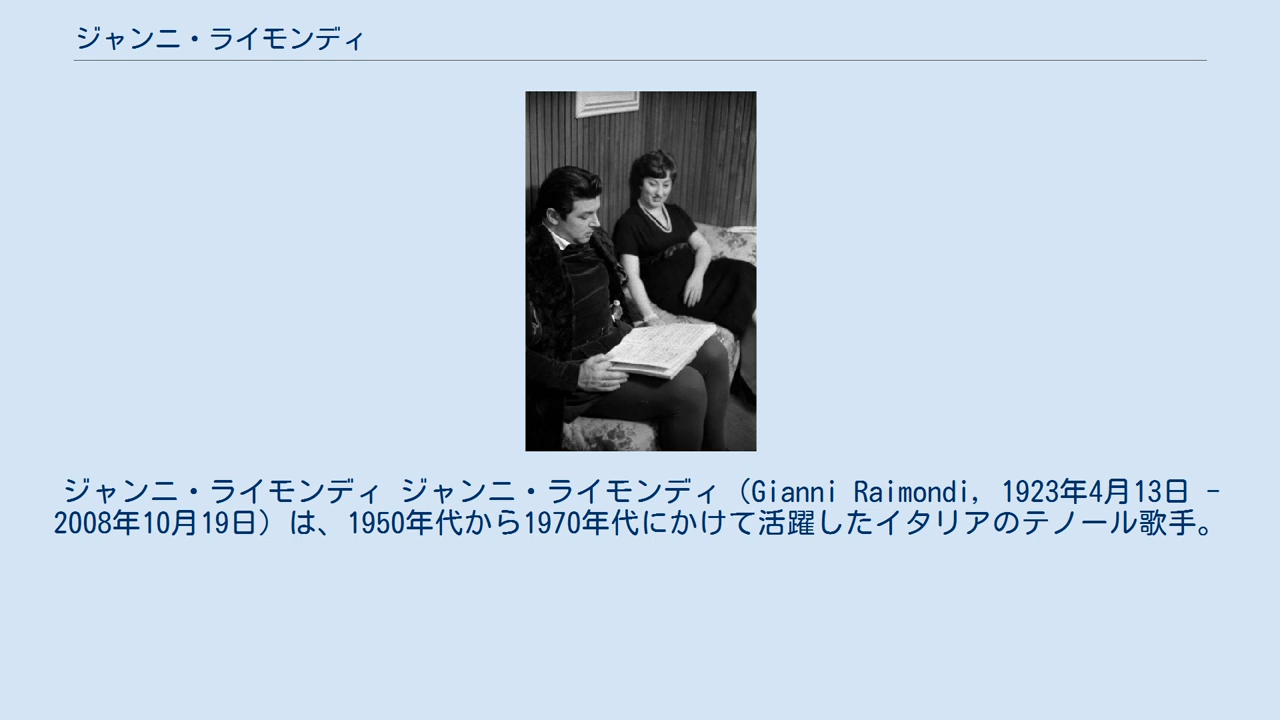 ジャンニ・ライモンディ
ジャンニ・ライモンディ ジャンニ・ライモンディ（Gianni Raimondi, 1923年4月13日 -
2008年10月19日）は、1950年代から1970年代にかけて活躍したイタリアのテノール歌手。